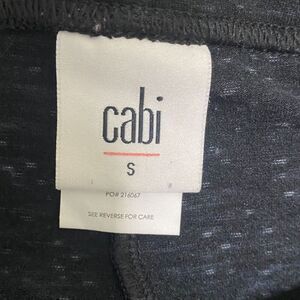 cabi
S
PO# 216067
SEE REVERSE FOR CARE